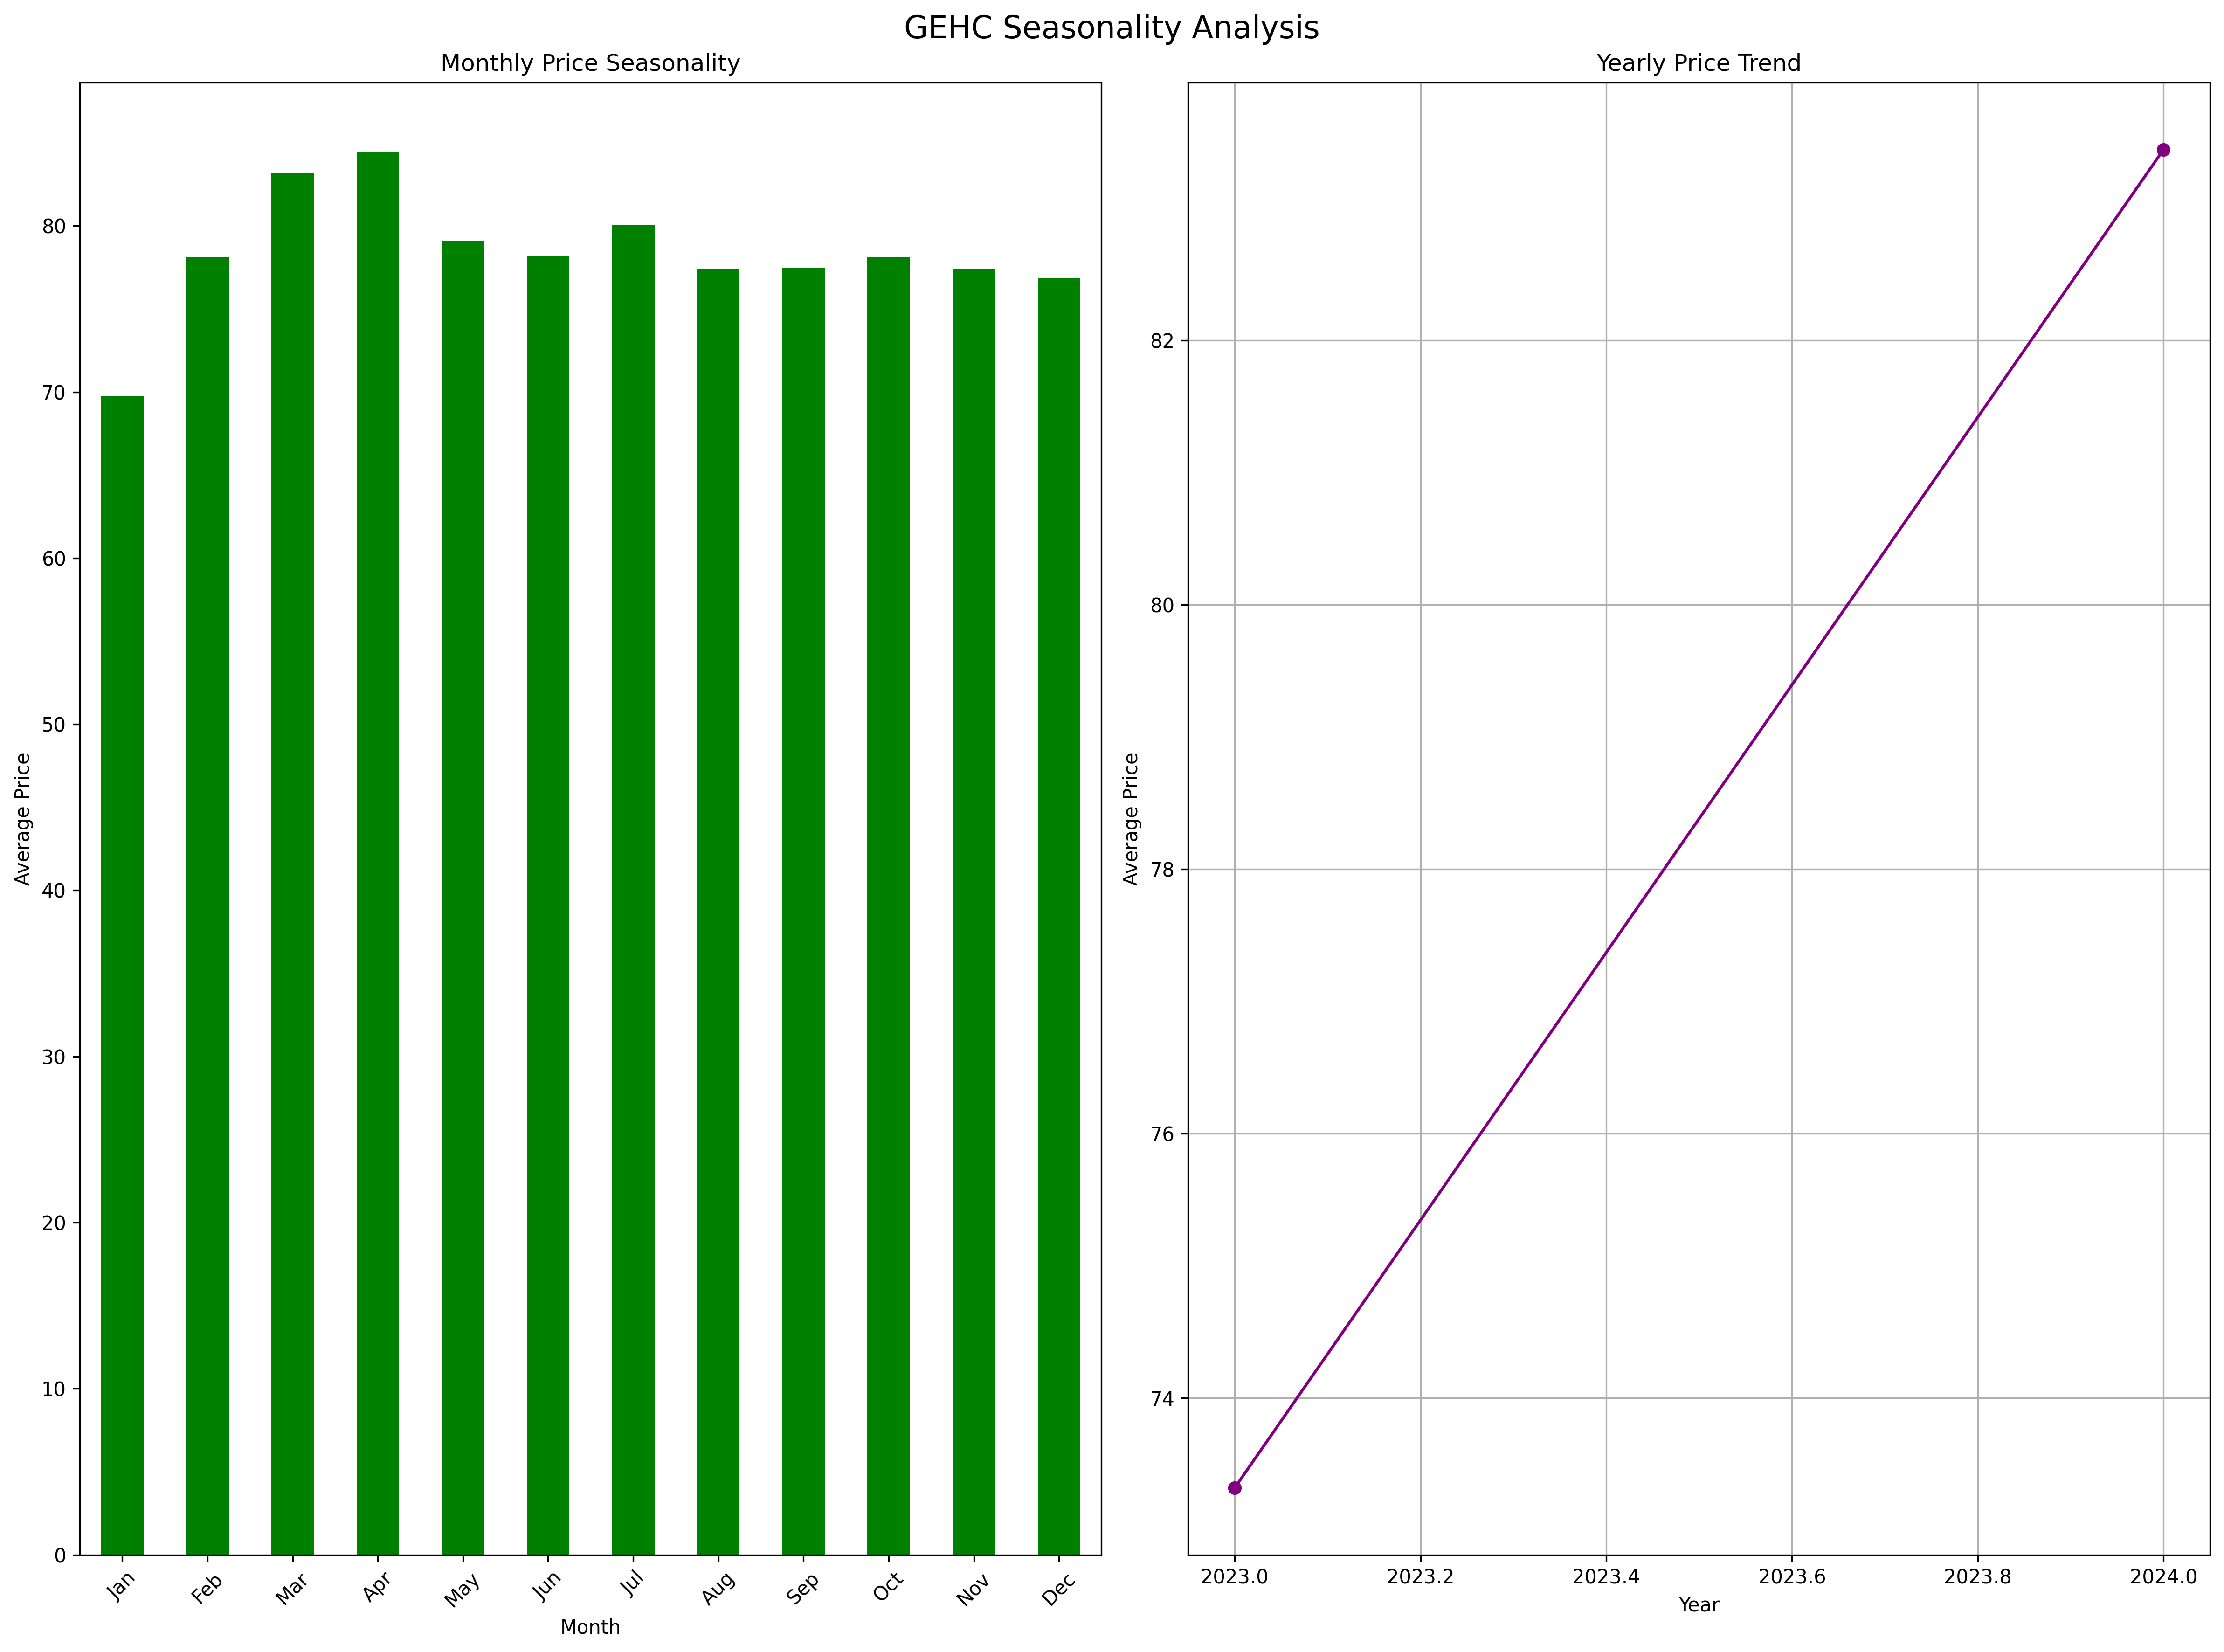 GEHC Seasonality Analysis
Monthly Price Seasonality
Average Price
80
70
60
50
40
30
20
10
0
Jan
Feb
Mar
Apr
May
Jun
Jul
Aug
Sep
Oct
Nov
Dec
Month
Yearly Price Trend
Average Price
82
80
78
76
74
2023.0
2023.2
2023.4
2023.6
2023.8
2024.0
Year